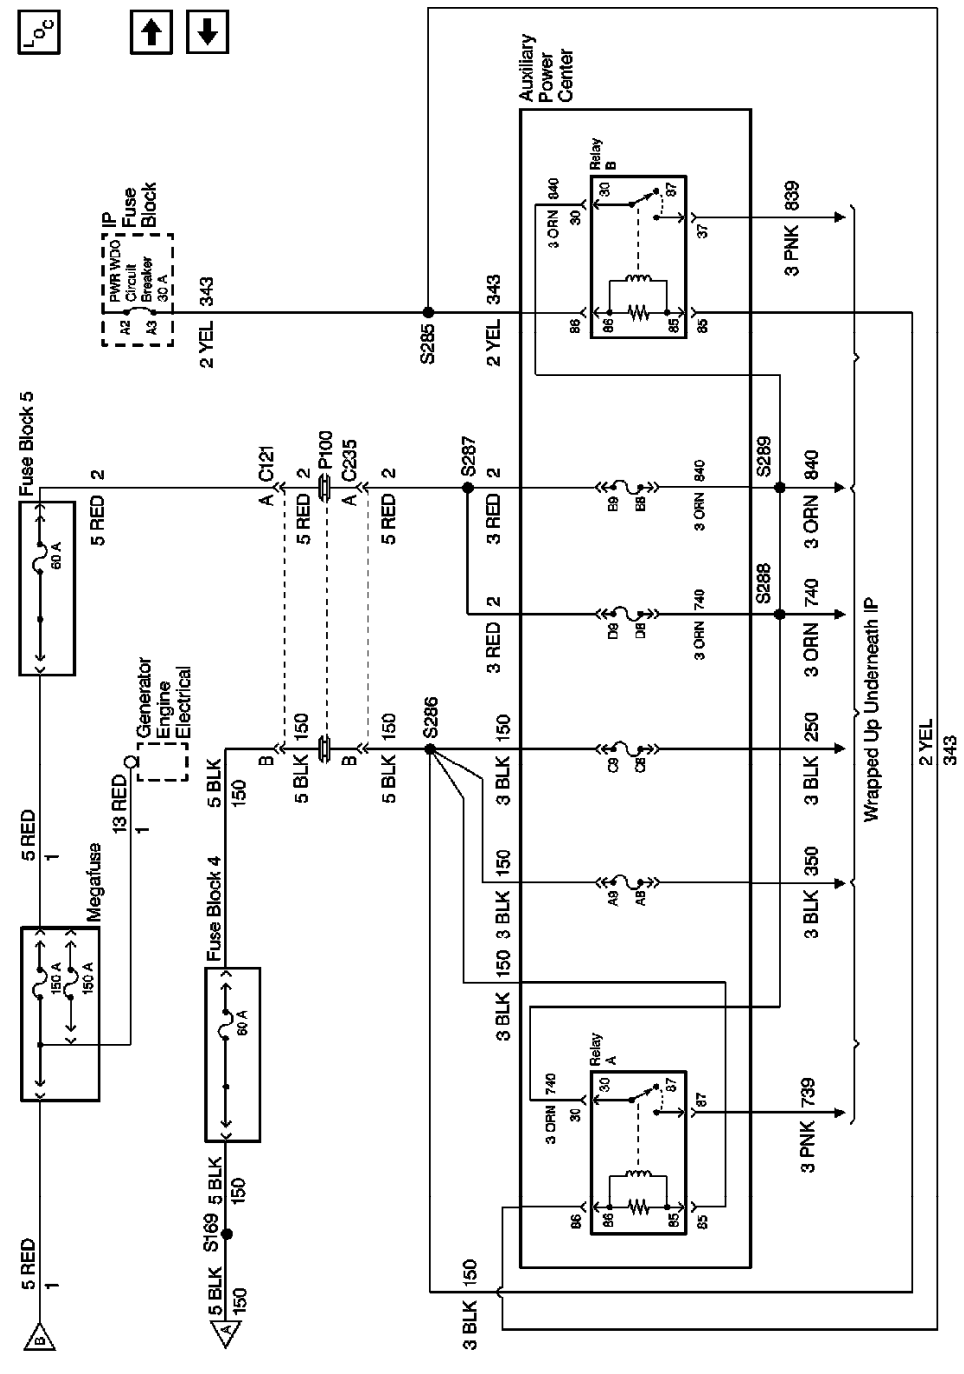 LOC
B
5 RED
1
Megafuse
150 A
150 A
5 RED
1
13 RED
1
Generator
Engine
Electrical
Fuse Block 5
60 A
5 RED 2
A C121
5 RED 2
P100
A C235
5 RED 2
S287
3 RED 2
3 RED 2
A
5 BLK
150
S169
5 BLK
150
Fuse Block 4
60 A
5 BLK
150
B
5 BLK 150
B
5 BLK 150
S286
3 BLK 150
3 BLK 150
3 BLK 150
3 BLK 150
IP
Fuse
Block
PWR WDO
Circuit
Breaker
30 A
A2
A3
2 YEL 343
S285
2 YEL 343
Auxiliary
Power
Center
Relay
B
3 ORN 840
30
30
87
37
86
86
85
85
3 PNK 839
B9
B8
3 ORN 840
S289
3 ORN 840
D9
D8
3 ORN 740
S288
3 ORN 740
C9
C8
3 BLK 250
A9
A8
3 BLK 350
Relay
A
3 ORN 740
30
30
87
87
86
86
85
85
3 PNK 739
Wrapped Up Underneath IP
2 YEL
343